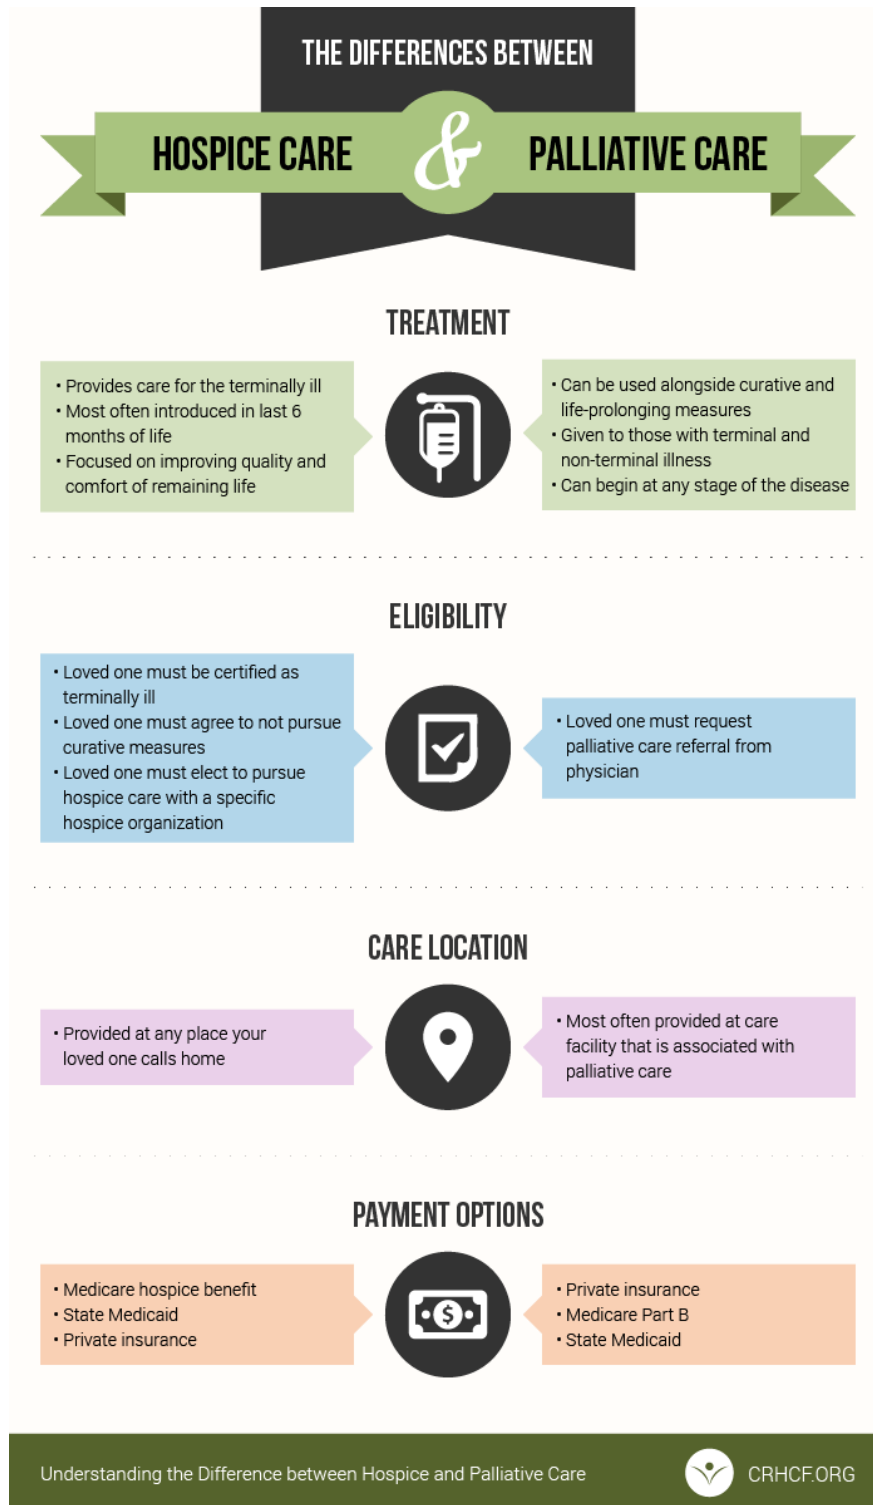 THE DIFFERENCES BETWEEN
HOSPICE CARE & PALLIATIVE CARE
TREATMENT
• Provides care for the terminally ill
• Most often introduced in last 6
months of life
• Focused on improving quality and
comfort of remaining life
• Can be used alongside curative and
life-prolonging measures
• Given to those with terminal and
non-terminal illness
• Can begin at any stage of the disease
ELIGIBILITY
• Loved one must be certified as
terminally ill
• Loved one must agree to not pursue
curative measures
• Loved one must elect to pursue
hospice care with a specific
hospice organization
• Loved one must request
palliative care referral from
physician
CARE LOCATION
• Provided at any place your
loved one calls home
• Most often provided at care
facility that is associated with
palliative care
PAYMENT OPTIONS
• Medicare hospice benefit
• State Medicaid
• Private insurance
$
• Private insurance
• Medicare Part B
• State Medicaid
Understanding the Difference between Hospice and Palliative Care
CRHCF.ORG